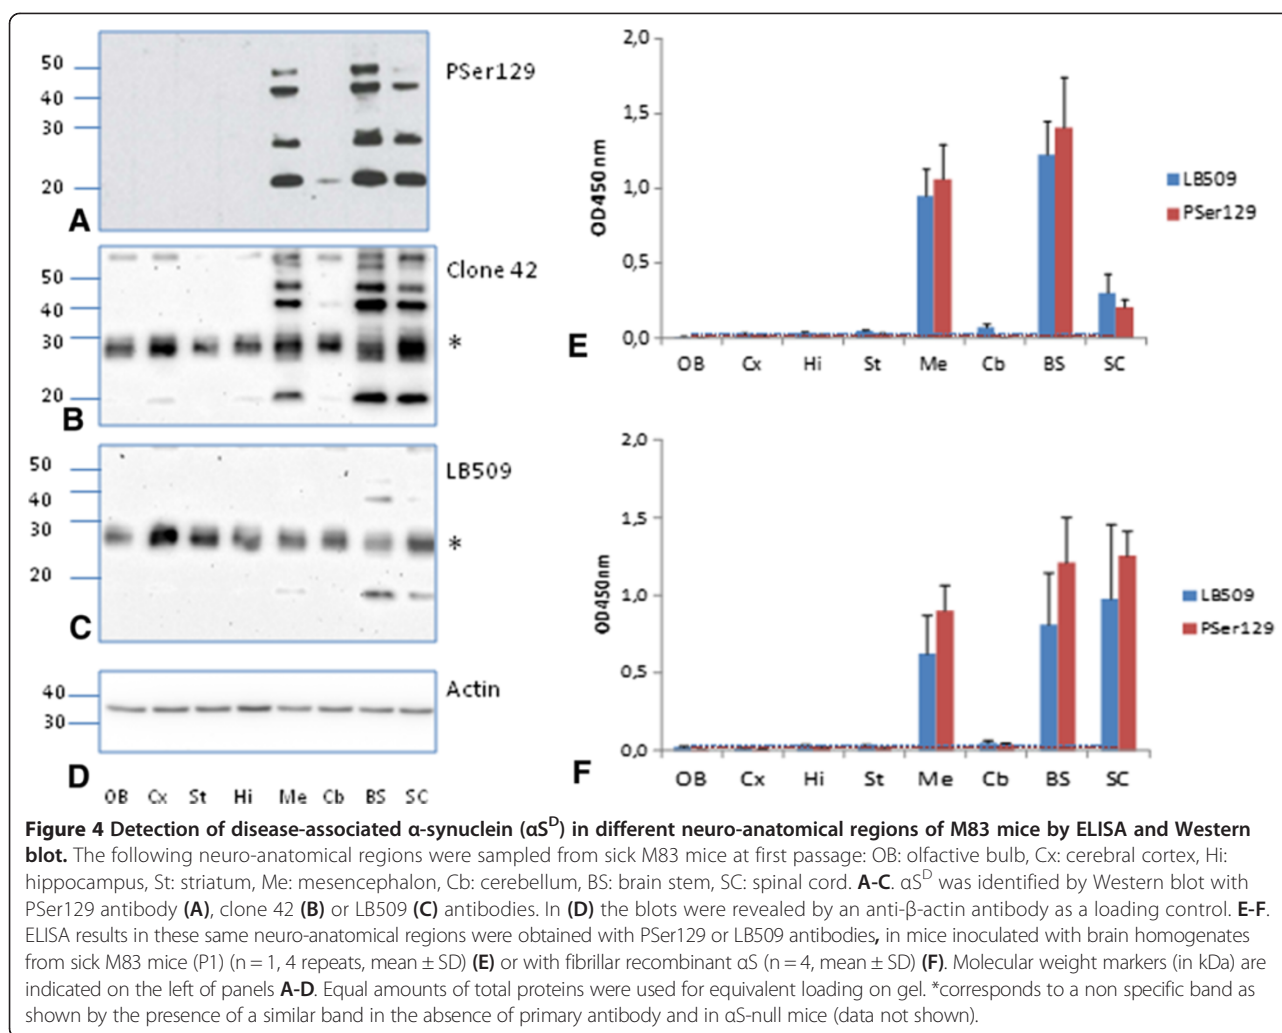 50
40
30
20
A
PSer129
50
40
30
20
B
Clone 42
*
50
40
30
20
C
LB509
*
40
30
D
Actin
OB Cx St Hi Me Cb BS SC
2,0
1,5
1,0
0,5
0,0
OD450nm
E
OB Cx Hi St Me Cb BS SC
LB509
PSer129
2,0
1,5
1,0
0,5
0,0
OD450nm
F
OB Cx Hi St Me Cb BS SC
LB509
PSer129
Figure 4 Detection of disease-associated α-synuclein (αS^D) in different neuro-anatomical regions of M83 mice by ELISA and Western
blot. The following neuro-anatomical regions were sampled from sick M83 mice at first passage: OB: olfactive bulb, Cx: cerebral cortex, Hi:
hippocampus, St: striatum, Me: mesencephalon, Cb: cerebellum, BS: brain stem, SC: spinal cord. A-C. αS^D was identified by Western blot with
PSer129 antibody (A), clone 42 (B) or LB509 (C) antibodies. In (D) the blots were revealed by an anti-β-actin antibody as a loading control. E-F.
ELISA results in these same neuro-anatomical regions were obtained with PSer129 or LB509 antibodies, in mice inoculated with brain homogenates
from sick M83 mice (P1) (n = 1, 4 repeats, mean ± SD) (E) or with fibrillar recombinant αS (n = 4, mean ± SD) (F). Molecular weight markers (in kDa) are
indicated on the left of panels A-D. Equal amounts of total proteins were used for equivalent loading on gel. *corresponds to a non specific band as
shown by the presence of a similar band in the absence of primary antibody and in αS-null mice (data not shown).